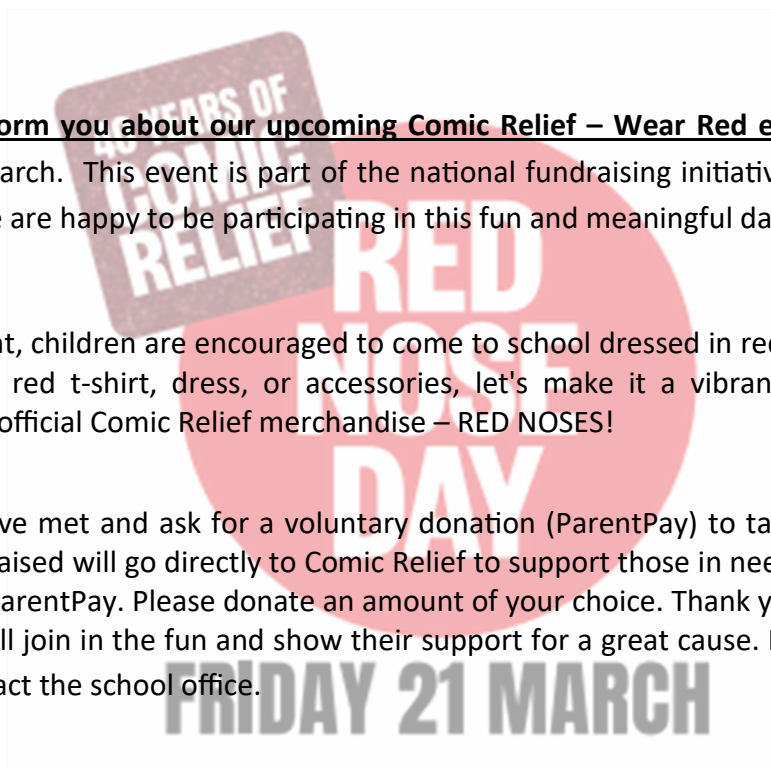 40 YEARS OF
COMIC
RELIEF
orm you about our upcoming Comic Relief – Wear Red e
arch. This event is part of the national fundraising initiativ
e are happy to be participating in this fun and meaningful da
RED
NOSE
DAY
nt, children are encouraged to come to school dressed in red
red t-shirt, dress, or accessories, let's make it a vibran
official Comic Relief merchandise – RED NOSES!
ve met and ask for a voluntary donation (ParentPay) to ta
aised will go directly to Comic Relief to support those in nee
ParentPay. Please donate an amount of your choice. Thank y
ll join in the fun and show their support for a great cause.
act the school office.
FRIDAY 21 MARCH